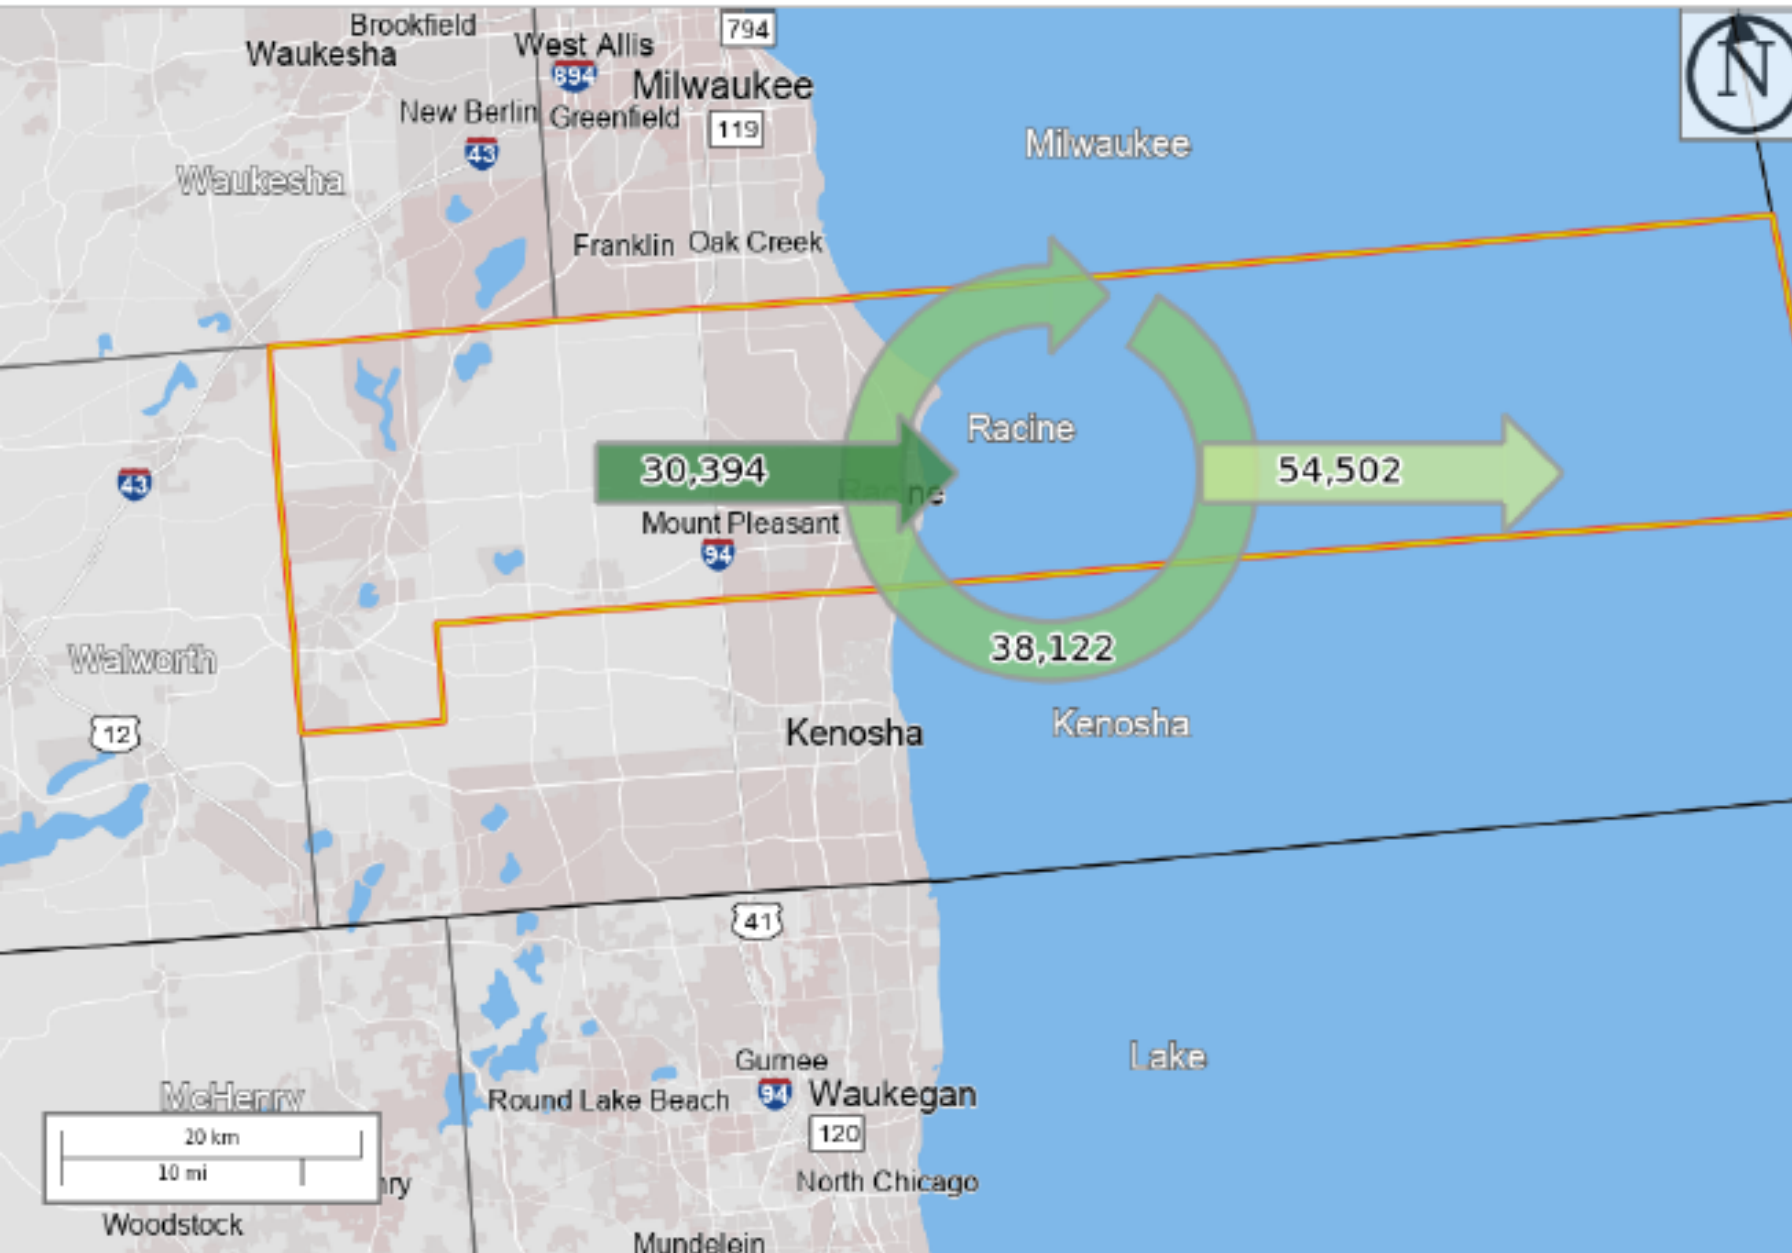 Brookfield
Waukesha
West Allis
794
894
Milwaukee
New Berlin
Greenfield
119
43
N
Milwaukee
Waukesha
Franklin
Oak Creek
Racine
30,394
54,502
43
Racine
Mount Pleasant
94
38,122
Walworth
12
Kenosha
Kenosha
41
Gurnee
Lake
McHenry
Round Lake Beach
94
Waukegan
20 km
120
10 mi
nry
North Chicago
Woodstock
Mundelein